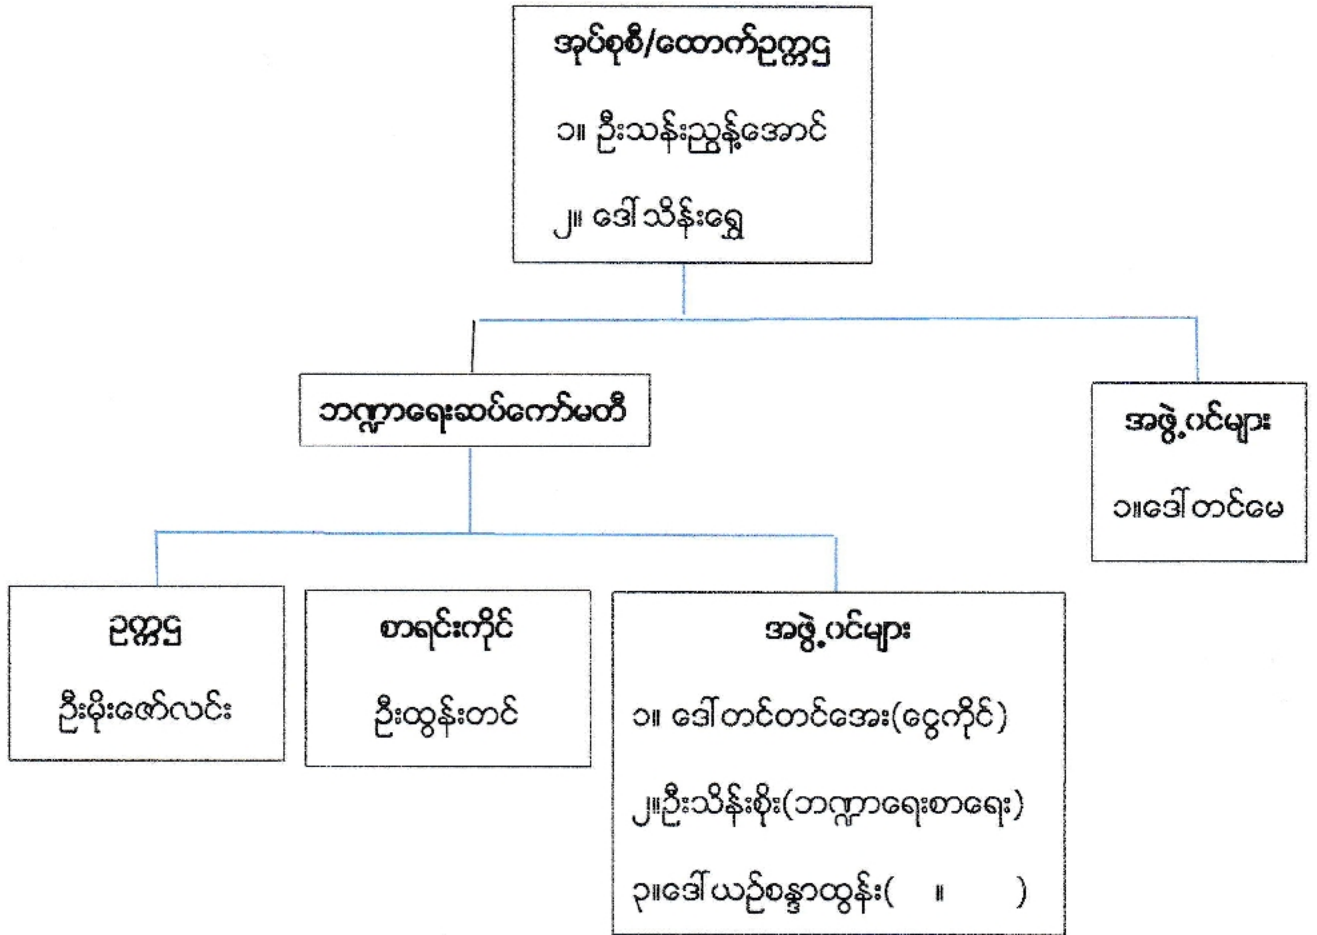 အုပ်စုစီ/ထောက်ဥက္ကဌ
၁။ ဦးသန်းညွန့်အောင်
၂။ ဒေါ်သိန်းရွှေ
ဘဏ္ဍာရေးဆပ်ကော်မတီ
အဖွဲ့ဝင်များ
၁။ဒေါ်တင်မေ
ဥက္ကဌ
ဦးမိုးဇော်လင်း
စာရင်းကိုင်
ဦးထွန်းတင်
အဖွဲ့ဝင်များ
၁။ ဒေါ်တင်တင်အေး(ငွေကိုင်)
၂။ဦးသိန်းစိုး(ဘဏ္ဍာရေးစာရေး)
၃။ဒေါ်ယဉ်စန္ဒာထွန်း( ။ )